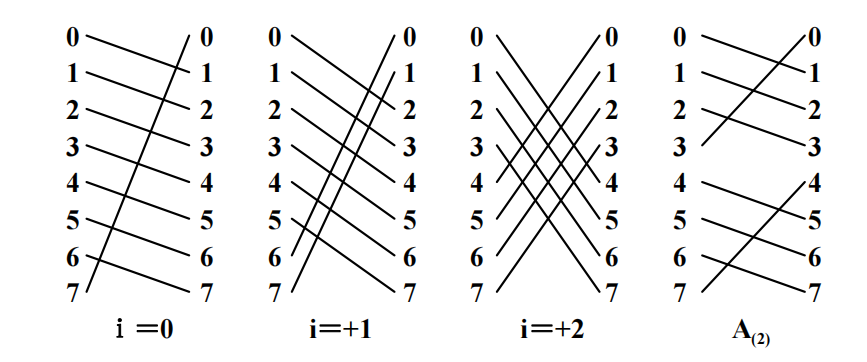 0 0 0 0 0 0 0 0
1 1 1 1 1 1 1 1
2 2 2 2 2 2 2 2
3 3 3 3 3 3 3 3
4 4 4 4 4 4 4 4
5 5 5 5 5 5 5 5
6 6 6 6 6 6 6 6
7 7 7 7 7 7 7 7
i =0 i=+1 i=+2 A(2)